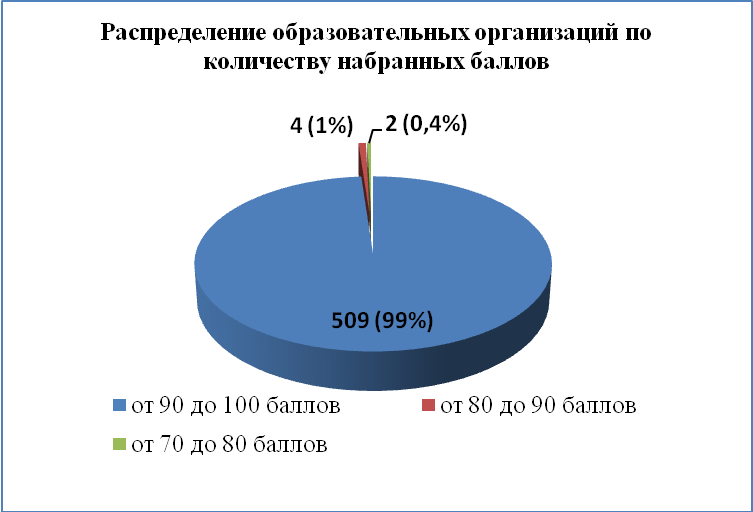 Распределение образовательных организаций по
количеству набранных баллов
4 (1%)
2 (0,4%)
509 (99%)
от 90 до 100 баллов
от 80 до 90 баллов
от 70 до 80 баллов